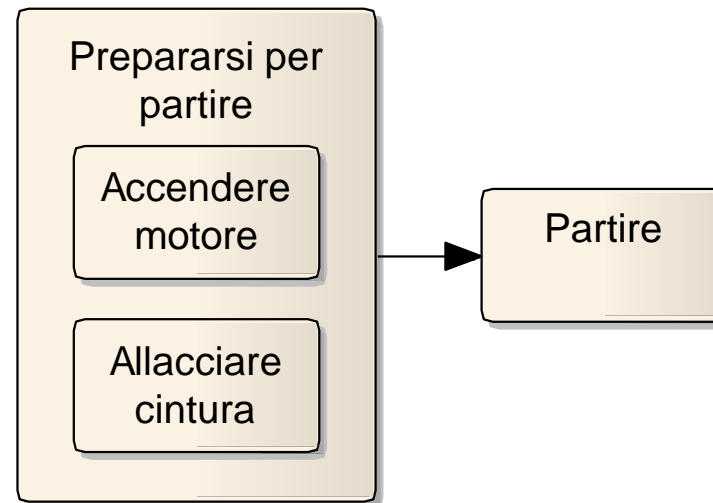 Prepararsi per
partire
Accendere
motore
Allacciare
cintura
Partire